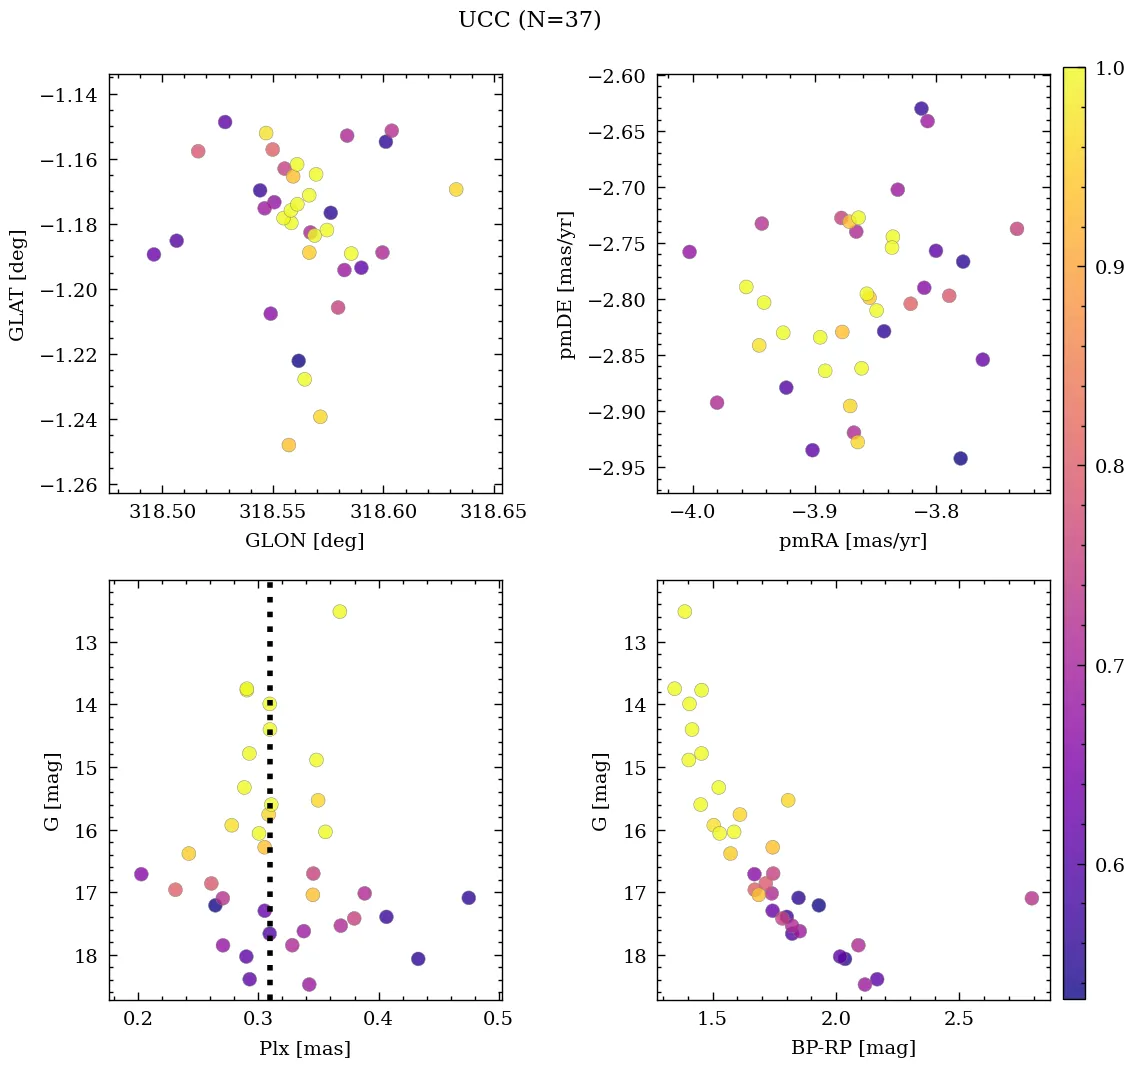 UCC (N=37)
−1.14
−1.16
−1.18
−1.20
−1.22
−1.24
−1.26
GLAT [deg]
318.50 318.55 318.60 318.65
GLON [deg]
−2.60
−2.65
−2.70
−2.75
−2.80
−2.85
−2.90
−2.95
pmDE [mas/yr]
−4.0 −3.9 −3.8
pmRA [mas/yr]
1.0
0.9
0.8
0.7
0.6
13
14
15
16
17
18
G [mag]
0.2 0.3 0.4 0.5
Plx [mas]
13
14
15
16
17
18
G [mag]
1.5 2.0 2.5
BP-RP [mag]